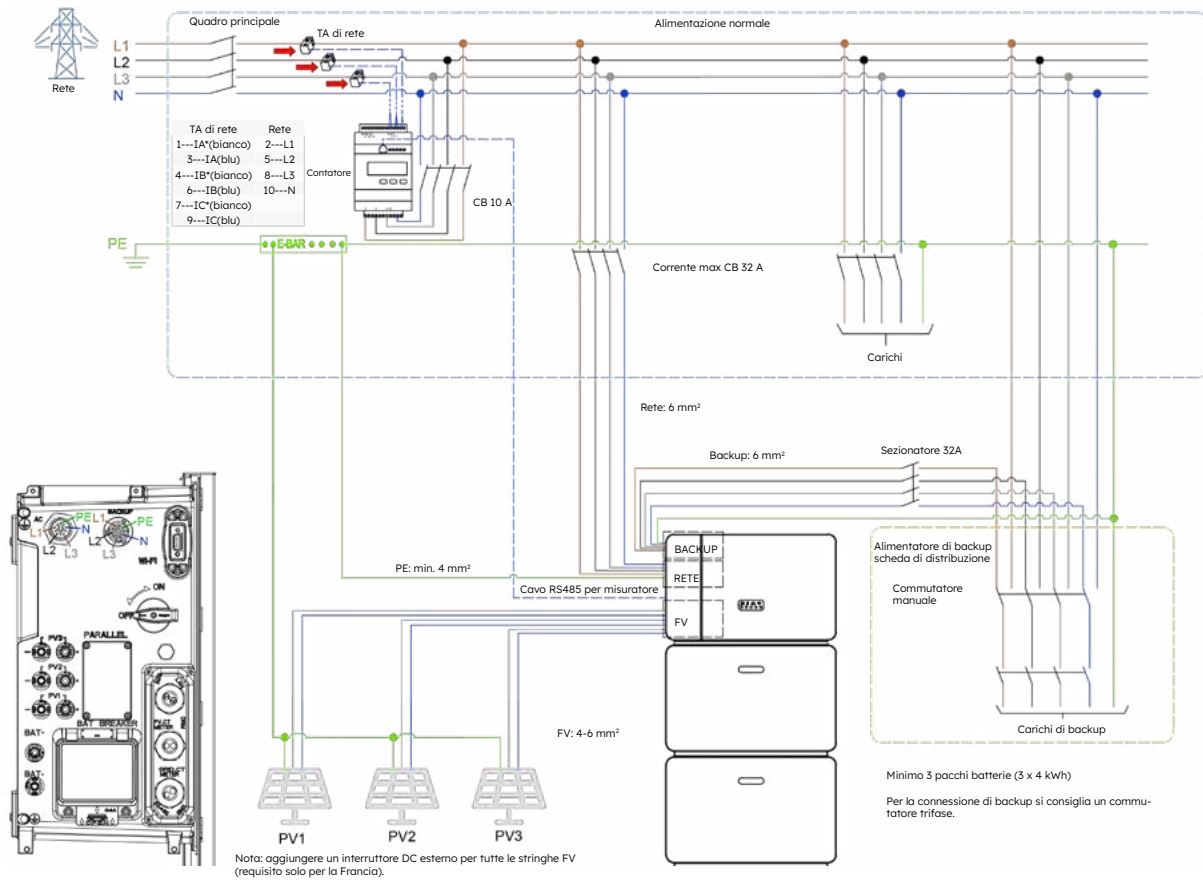 Quadro principale
Alimentazione normale
TA di rete
L1
L2
L3
N
Rete
TA di rete Rete
1---IA*(bianco) 2---L1
3---IA(blu) 5---L2
4---IB*(bianco) 8---L3
6---IB(blu) 10---N
7---IC*(bianco)
9---IC(blu)
Contatore
CB 10 A
PE
E-BAR
Corrente max CB 32 A
Carichi
Rete: 6 mm²
Backup: 6 mm²
Sezionatore 32A
AC
BACKUP
L1
PE
N
L2
L3
L1
PE
N
L2
L3
WI-FI
ON
OFF
PARALLEL
PV3
PV2
PV1
BAT BREAKER
BAT+
BAT-
PE: min. 4 mm²
Cavo RS485 per misuratore
BACKUP
RETE
FV
Alimentatore di backup
scheda di distribuzione
Commutatore
manuale
Carichi di backup
FV: 4-6 mm²
PV1
PV2
PV3
Minimo 3 pacchi batterie (3 x 4 kWh)
Per la connessione di backup si consiglia un commu-
tatore trifase.
Nota: aggiungere un interruttore DC esterno per tutte le stringhe FV
(requisito solo per la Francia).